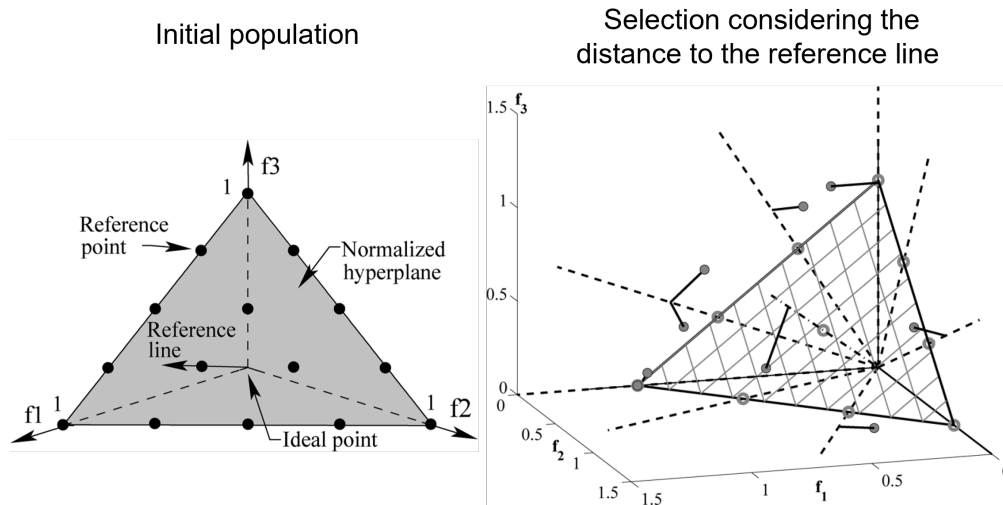 Initial population
Selection considering the
distance to the reference line
f3
1
Reference
point
Normalized
hyperplane
Reference
line
f1
1
1
f2
Ideal point
1.5
f3
1
0.5
0
0
0.5
f2
1
1.5
1.5
1
f1
0.5